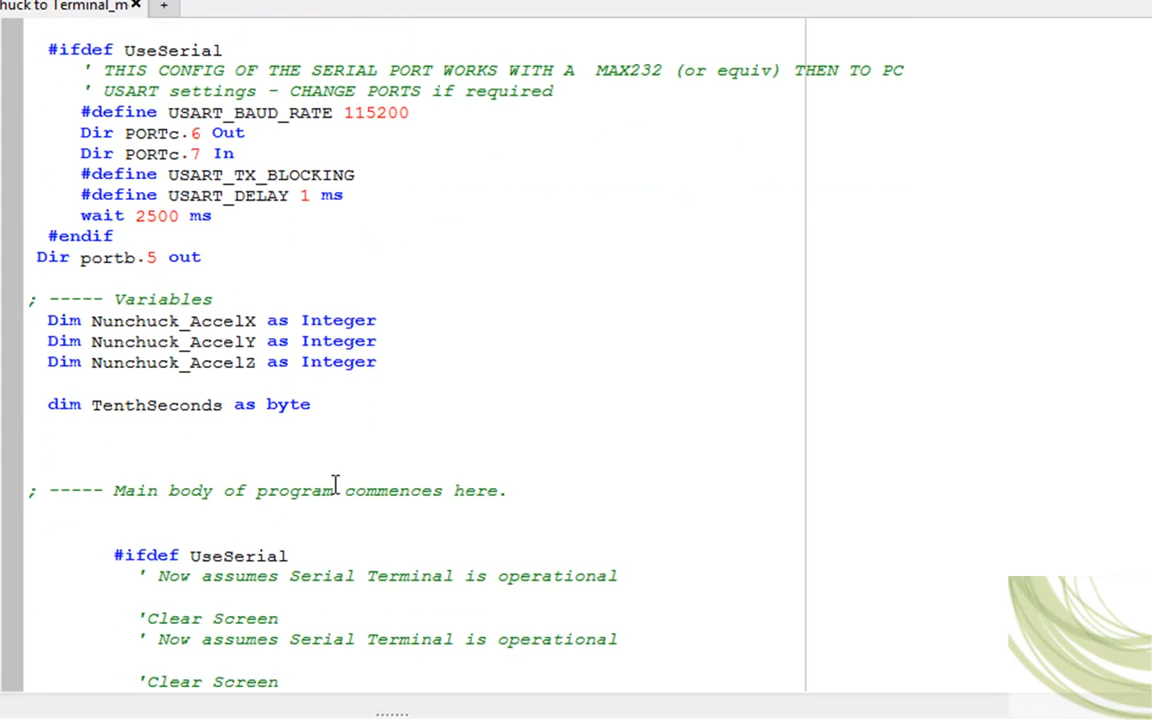 huck to Terminal_m × +
#ifdef UseSerial
' THIS CONFIG OF THE SERIAL PORT WORKS WITH A  MAX232 (or equiv) THEN TO PC
' USART settings - CHANGE PORTS if required
#define USART_BAUD_RATE 115200
Dir PORTc.6 Out
Dir PORTc.7 In
#define USART_TX_BLOCKING
#define USART_DELAY 1 ms
wait 2500 ms
#endif
Dir portb.5 out
; ----- Variables
Dim Nunchuck_AccelX as Integer
Dim Nunchuck_AccelY as Integer
Dim Nunchuck_AccelZ as Integer
dim TenthSeconds as byte
; ----- Main body of program commences here.
#ifdef UseSerial
' Now assumes Serial Terminal is operational
'Clear Screen
' Now assumes Serial Terminal is operational
'Clear Screen